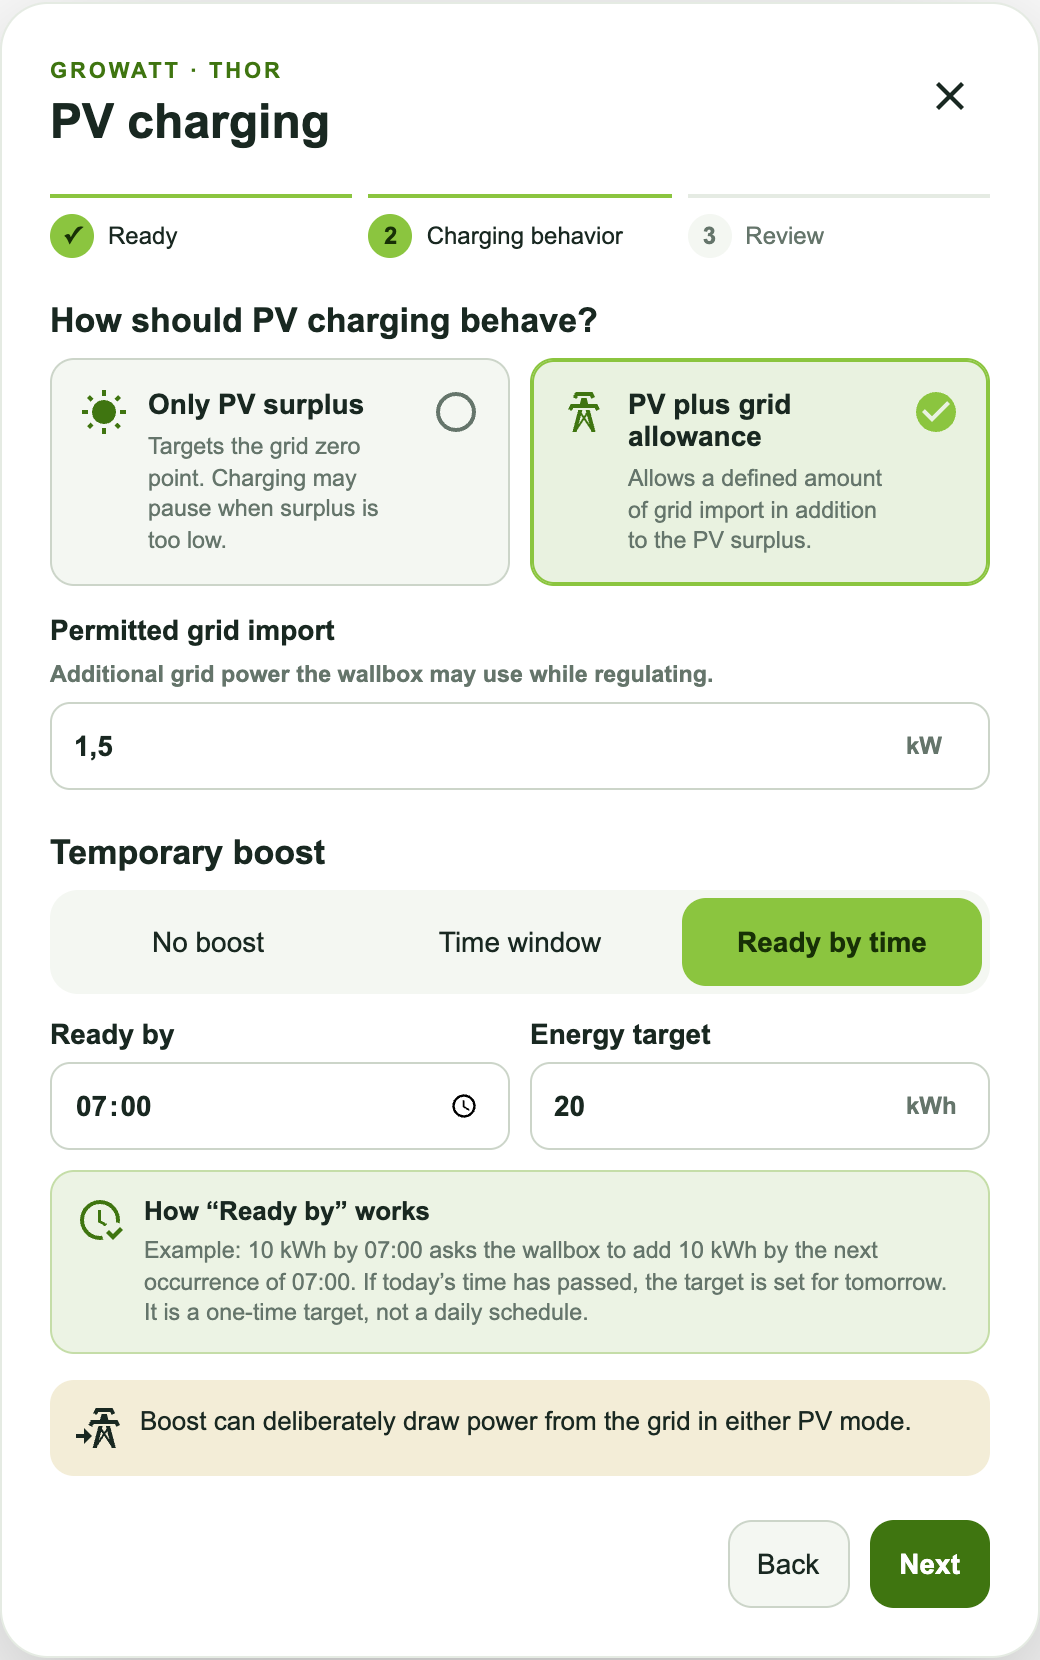 GROWATT · THOR
PV charging
✓ Ready
2 Charging behavior
3 Review
How should PV charging behave?
Only PV surplus
Targets the grid zero
point. Charging may
pause when surplus is
too low.
PV plus grid
allowance
Allows a defined amount
of grid import in addition
to the PV surplus.
Permitted grid import
Additional grid power the wallbox may use while regulating.
1,5 kW
Temporary boost
No boost
Time window
Ready by time
Ready by
07:00
Energy target
20 kWh
How “Ready by” works
Example: 10 kWh by 07:00 asks the wallbox to add 10 kWh by the next
occurrence of 07:00. If today’s time has passed, the target is set for tomorrow.
It is a one-time target, not a daily schedule.
Boost can deliberately draw power from the grid in either PV mode.
Back
Next